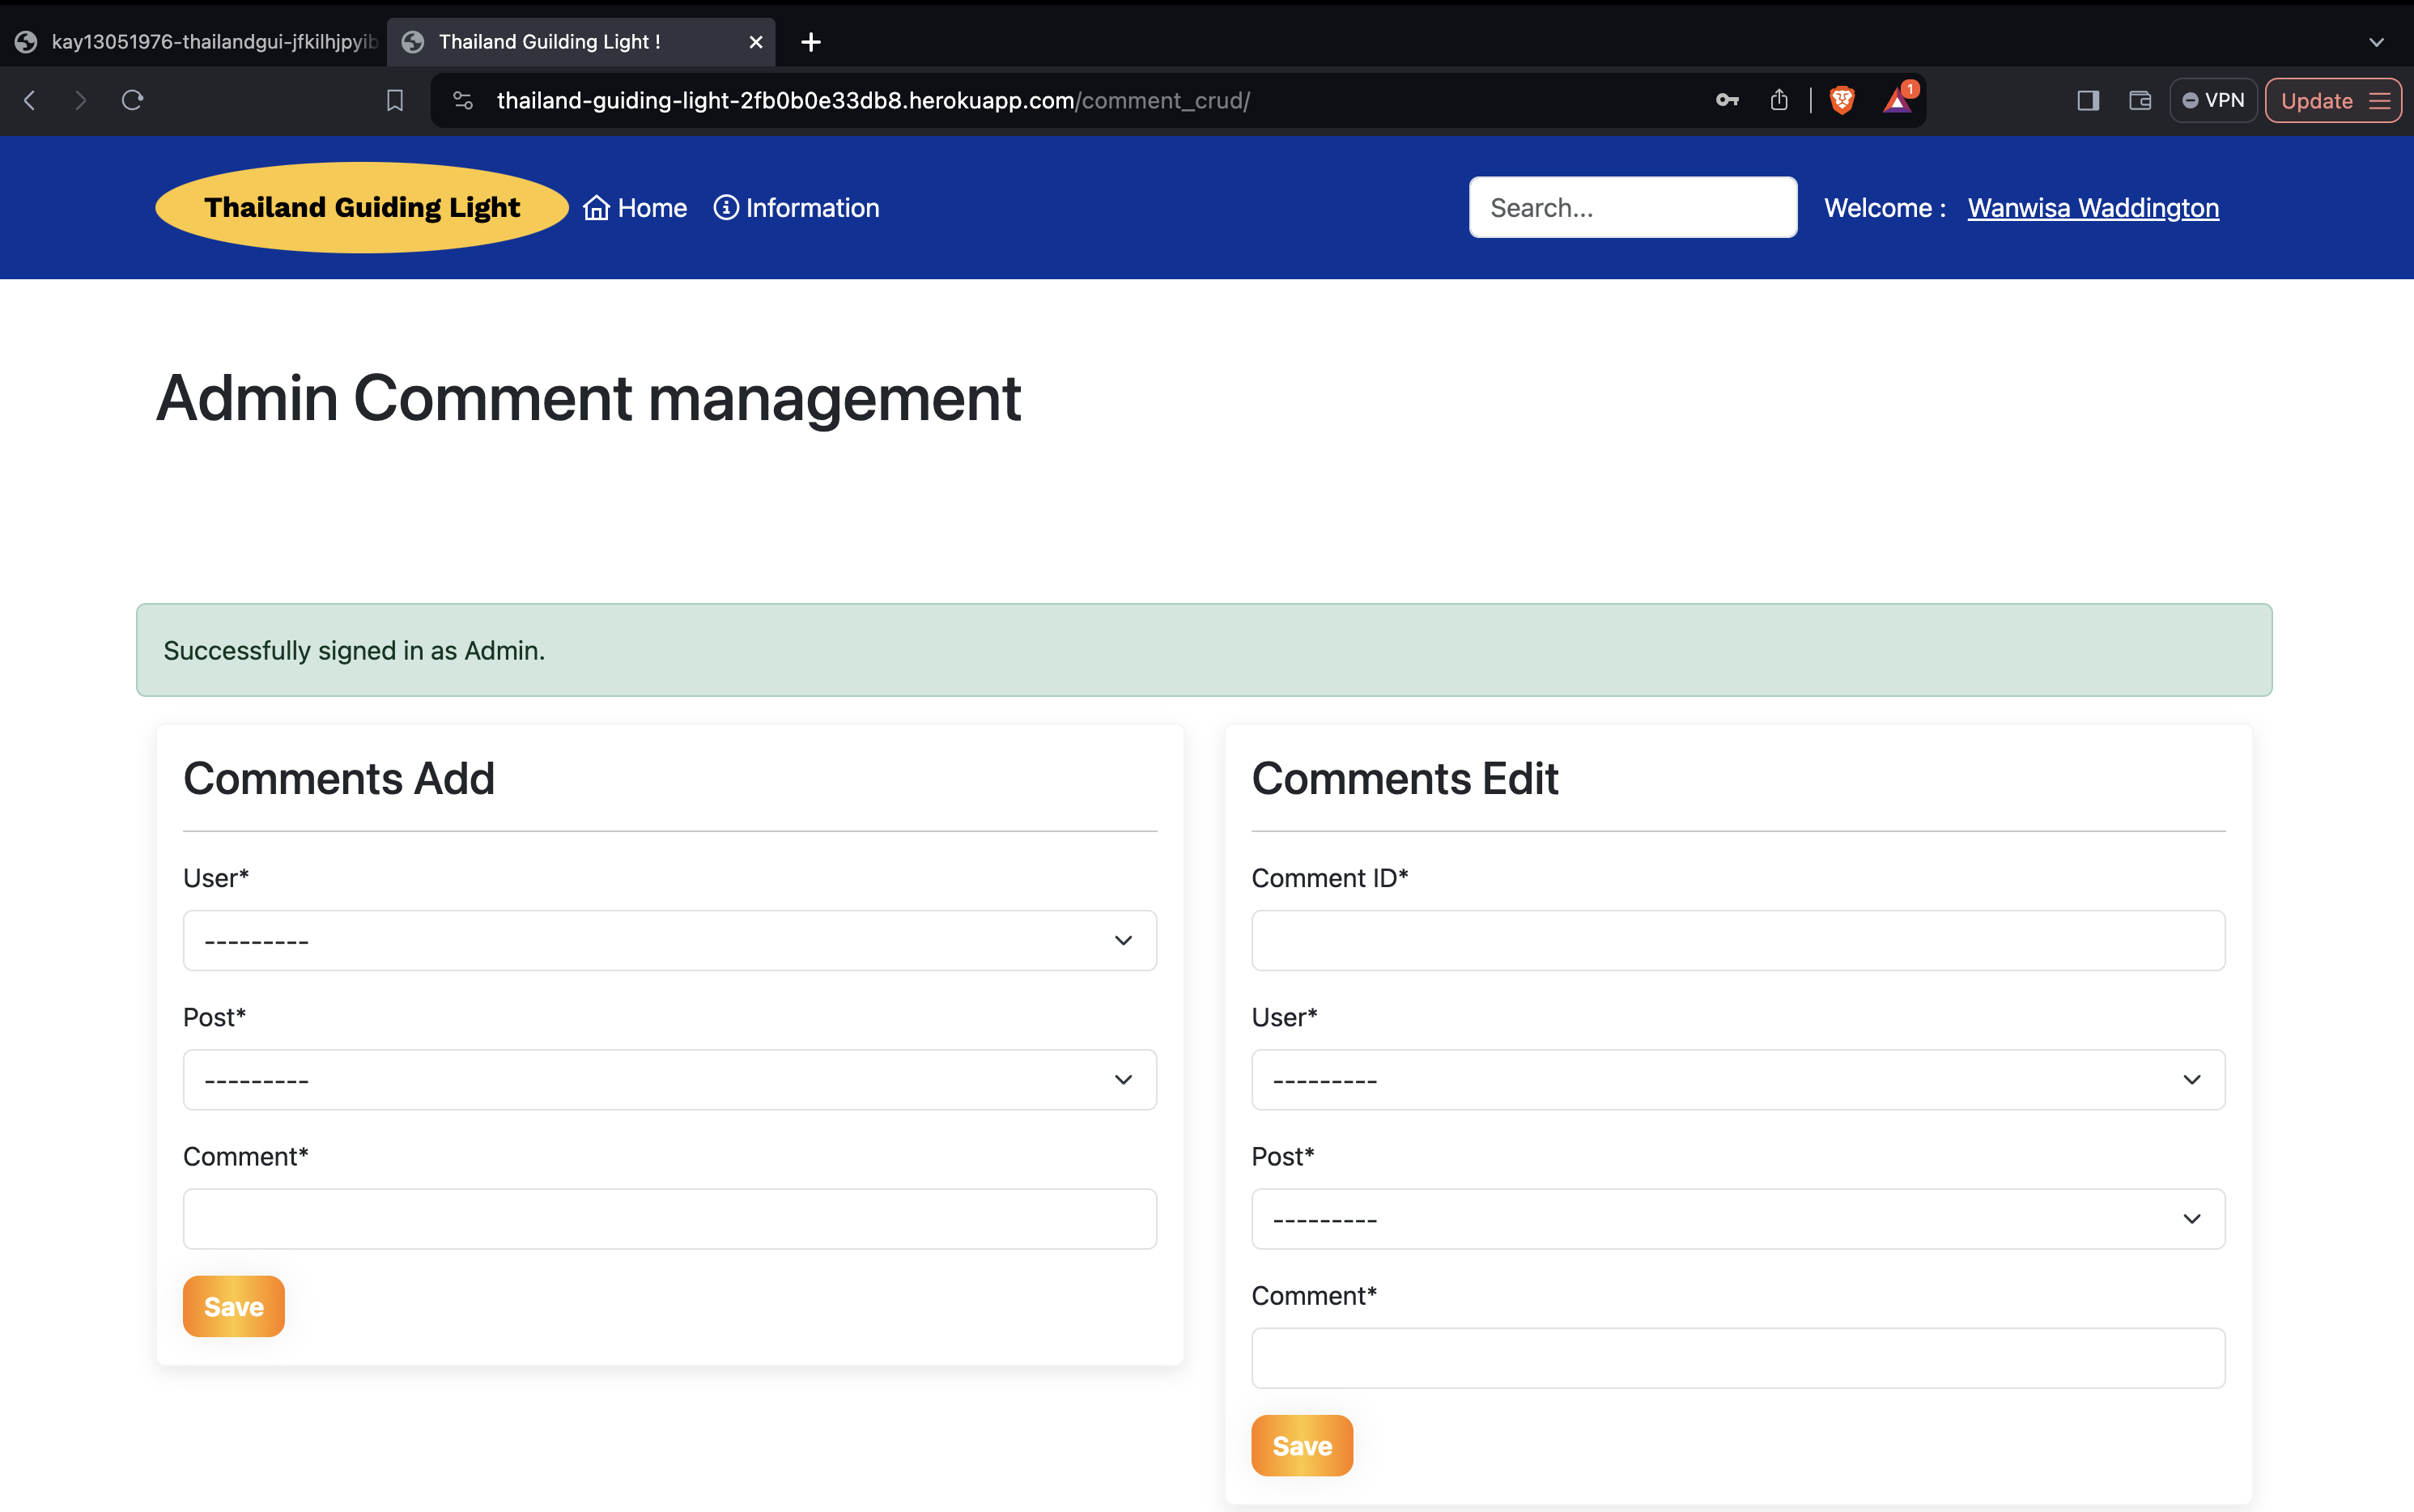 kay13051976-thailandgui-jfkilhjpyib
Thailand Guilding Light !
thailand-guiding-light-2fb0b0e33db8.herokuapp.com/comment_crud/
1
VPN
Update
Thailand Guiding Light
Home
Information
Search...
Welcome :
Wanwisa Waddington
Admin Comment management
Successfully signed in as Admin.
Comments Add
User*
---------
Post*
---------
Comment*
Save
Comments Edit
Comment ID*
User*
---------
Post*
---------
Comment*
Save